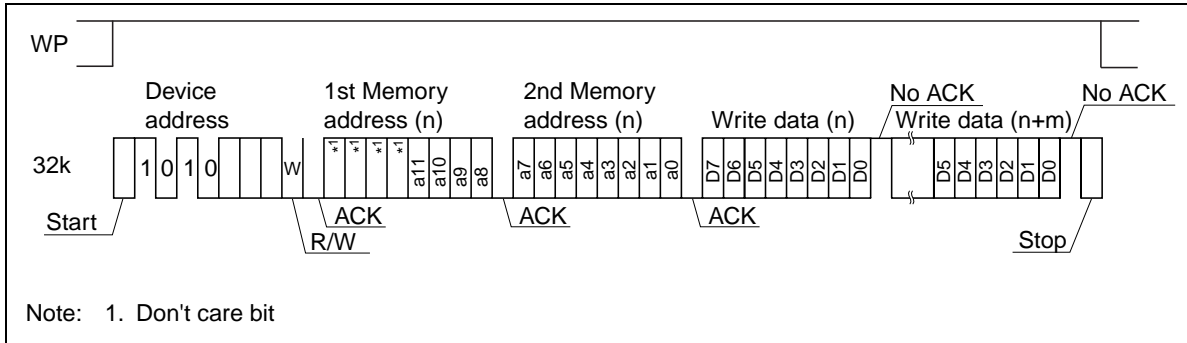 WP
Device address
1st Memory address (n)
2nd Memory address (n)
Write data (n)
No ACK
Write data (n+m)
No ACK
32k
1 0 1 0 W *1 *1 *1 *1 a11 a10 a9 a8 a7 a6 a5 a4 a3 a2 a1 a0 D7 D6 D5 D4 D3 D2 D1 D0 D5 D4 D3 D2 D1 D0
Start
ACK
R/W
ACK
ACK
Stop
Note: 1. Don't care bit